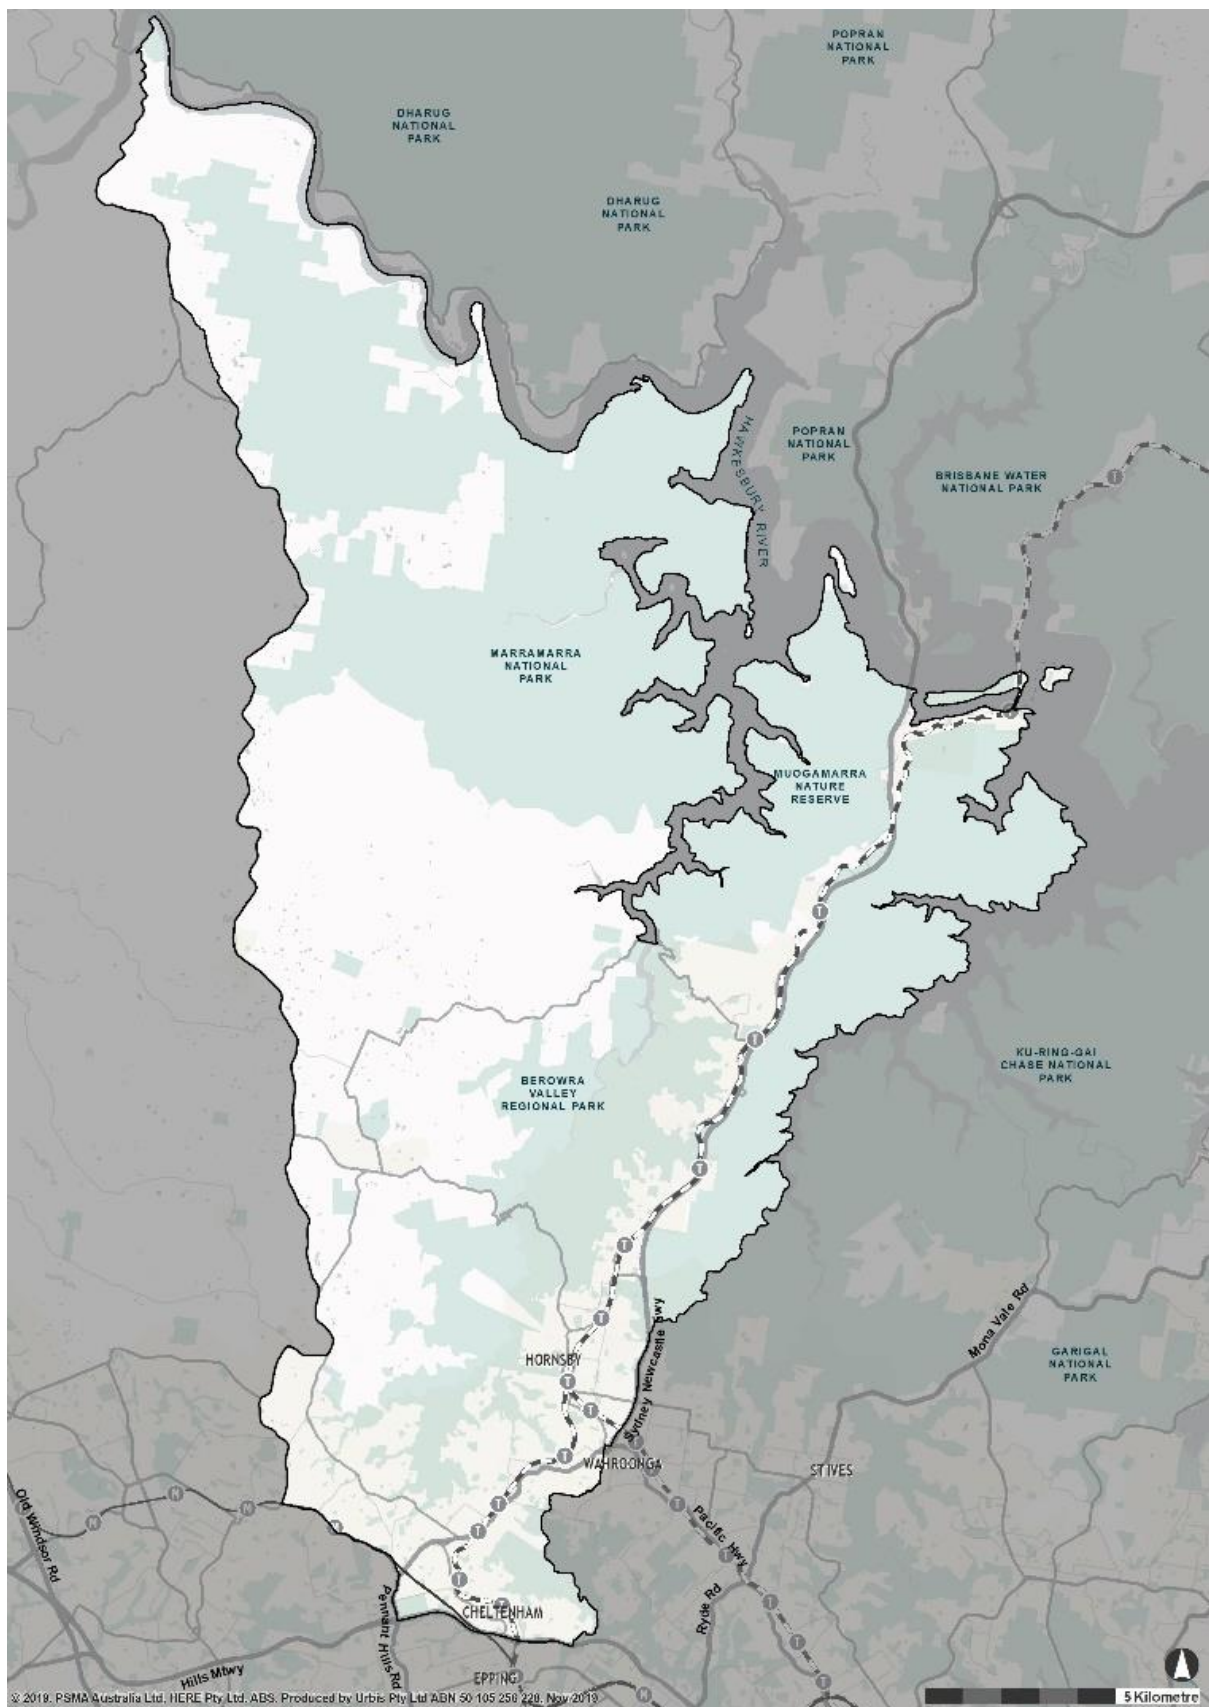 POPRAN
NATIONAL
PARK
DHARUG
NATIONAL
PARK
DHARUG
NATIONAL
PARK
HAWKESBURY RIVER
POPRAN
NATIONAL
PARK
BRISBANE WATER
NATIONAL PARK
T
MARRAMARRA
NATIONAL
PARK
MUOGAMARRA
NATURE
RESERVE
T
T
KU-RING-GAI
CHASE NATIONAL
PARK
BEROWRA
VALLEY
REGIONAL PARK
T
T
T
Mona Vale Rd
Sydney Newcastle Fwy
GARIGAL
NATIONAL
PARK
HORNSBY
T
T
T
WAHROONGA
ST IVES
Old Windsor Rd
N
N
T
T
T
Pacific Hwy
T
T
Pennant Hills Rd
T
CHELTENHAM
Ryde Rd
T
T
Hills Mtwy
EPPING
T
N
© 2019. PSMA Australia Ltd, HERE Pty Ltd, ABS. Produced by Urbis Pty Ltd ABN 50 105 256 228, Nov 2019
5 Kilometre